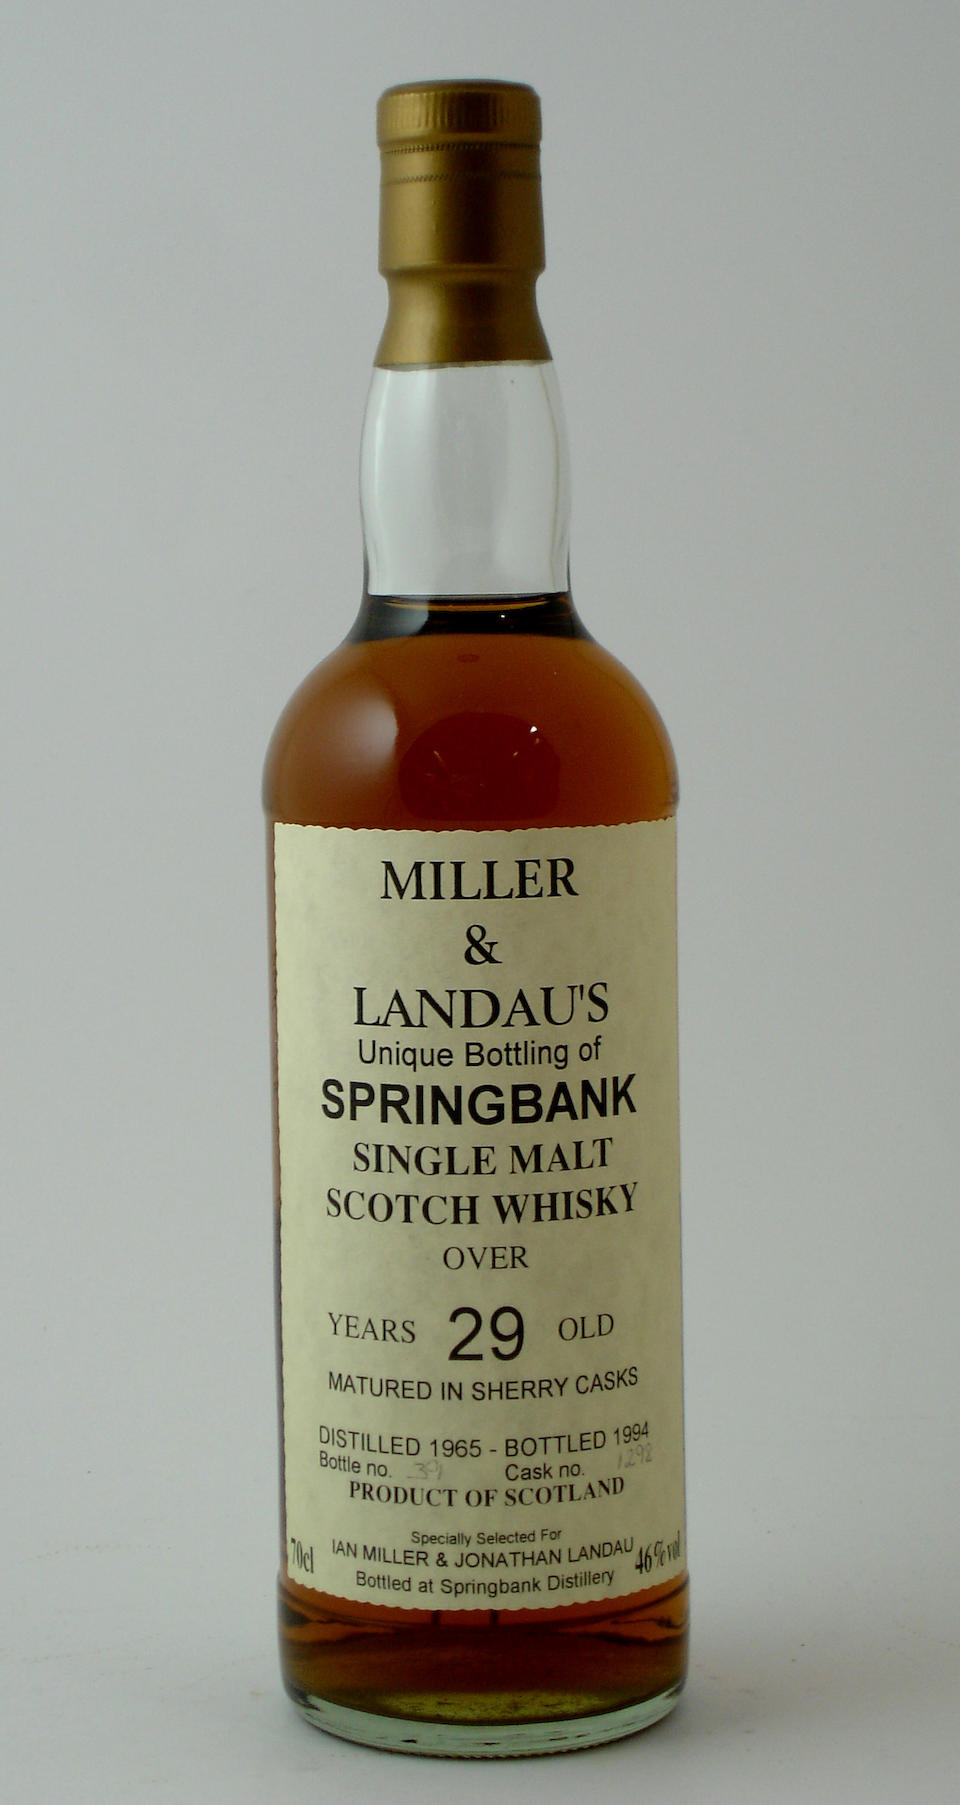 MILLER
&
LANDAU'S
Unique Bottling of
SPRINGBANK
SINGLE MALT
SCOTCH WHISKY
OVER
YEARS 29 OLD
MATURED IN SHERRY CASKS
DISTILLED 1965 - BOTTLED 1994
Bottle no. 391 Cask no. 1298
PRODUCT OF SCOTLAND
Specially Selected For
70cl IAN MILLER & JONATHAN LANDAU 46%vol
Bottled at Springbank Distillery